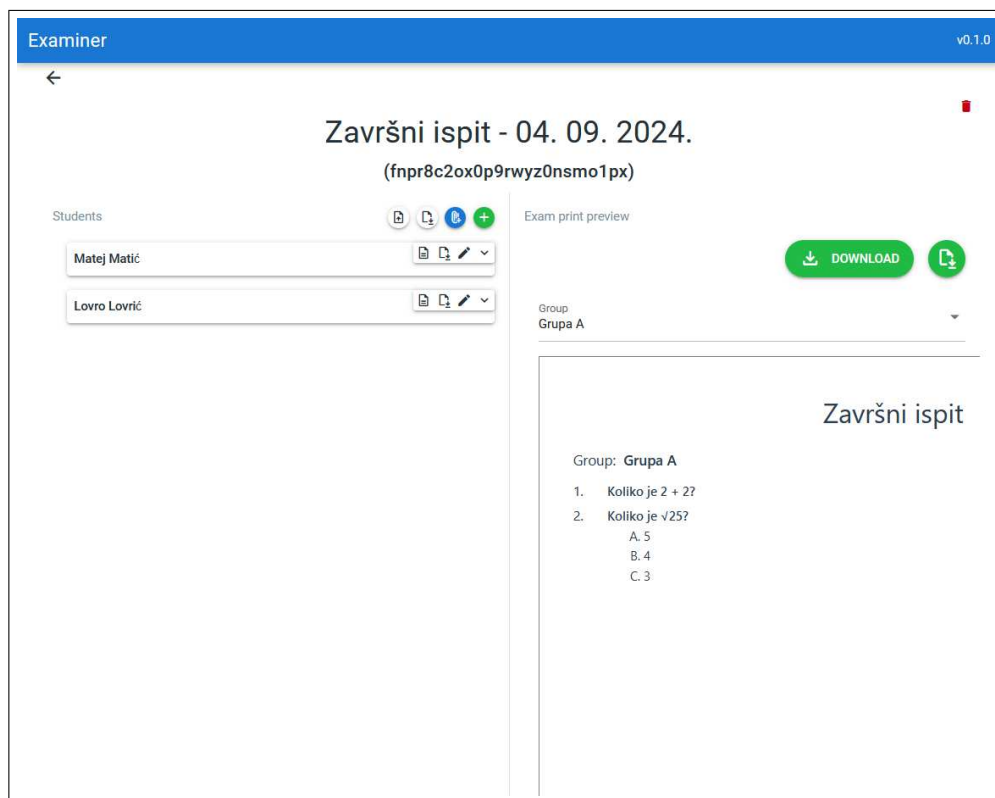 Examiner
v0.1.0
Završni ispit - 04. 09. 2024.
(fnpr8c2ox0p9rwyz0nsmo1px)
Students
Matej Matić
Lovro Lovrić
Exam print preview
DOWNLOAD
Group
Grupa A
Završni ispit
Group: Grupa A
1. Koliko je 2 + 2?
2. Koliko je √25?
A. 5
B. 4
C. 3